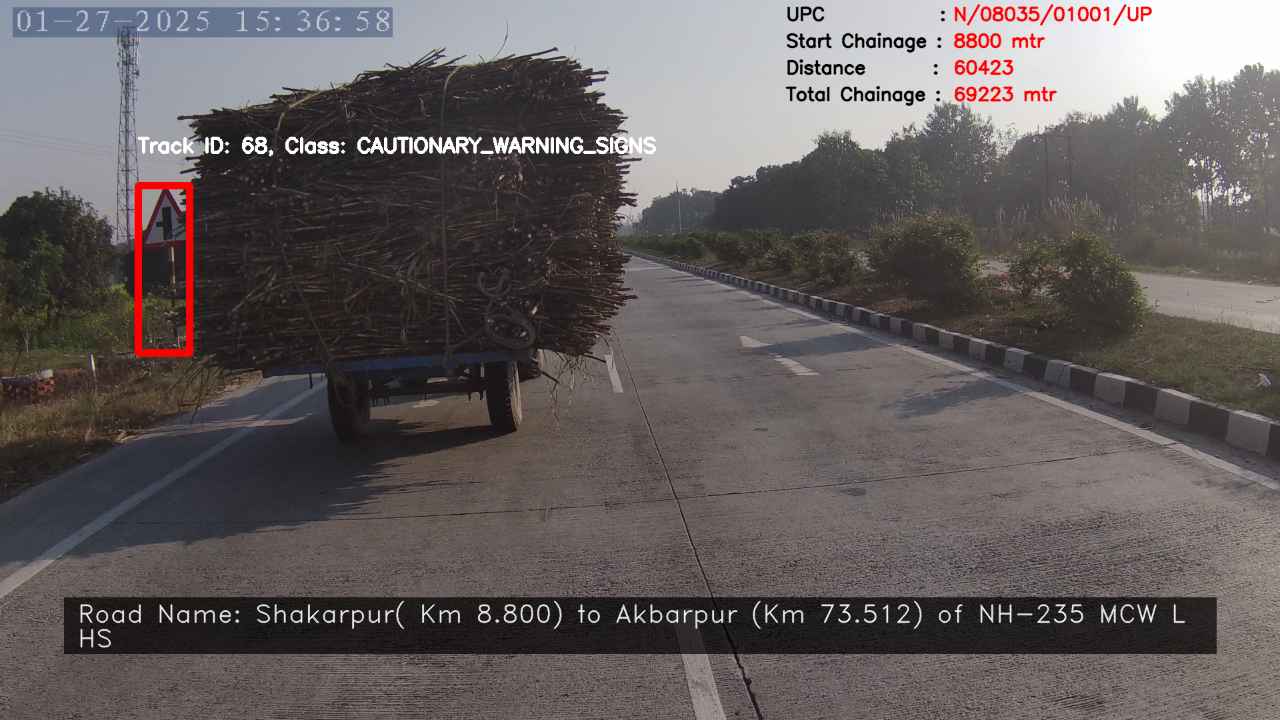 01-27-2025 15:36:58
UPC : N/08035/01001/UP
Start Chainage : 8800 mtr
Distance : 60423
Total Chainage : 69223 mtr
Track ID: 68, Class: CAUTIONARY_WARNING_SIGNS
Road Name: Shakarpur( Km 8.800) to Akbarpur (Km 73.512) of NH-235 MCW L
HS